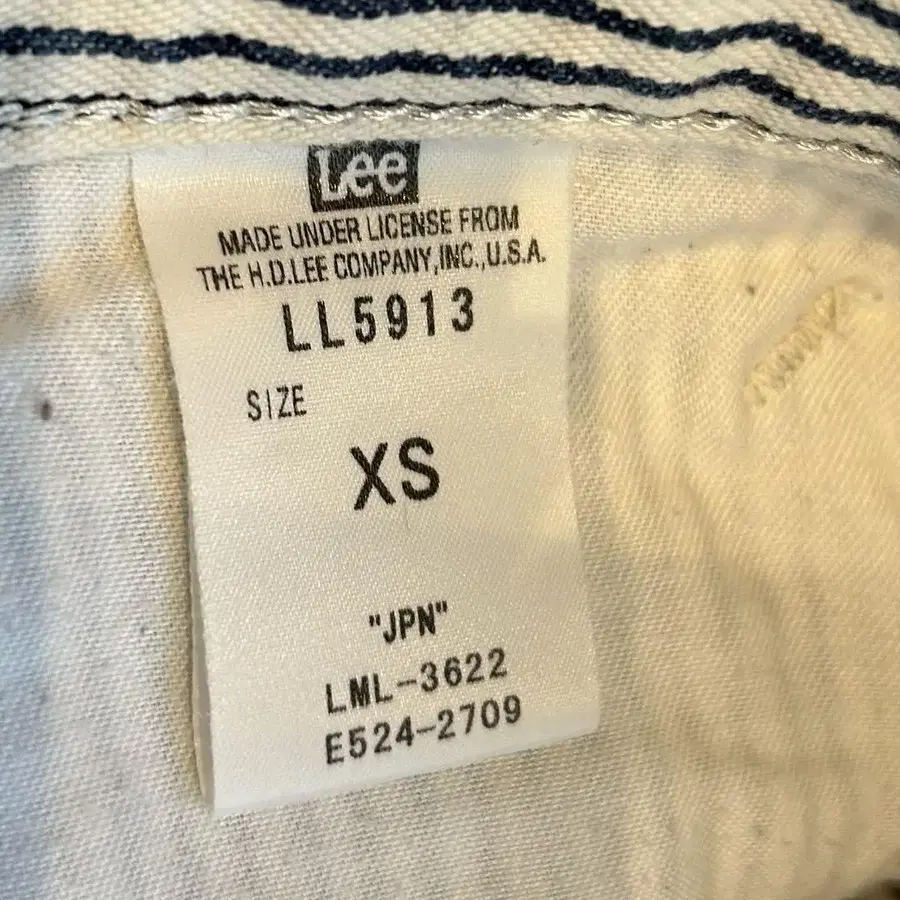 Lee
MADE UNDER LICENSE FROM
THE H.D.LEE COMPANY,INC.,U.S.A.
LL5913
SIZE
XS
"JPN"
LML-3622
E524-2709